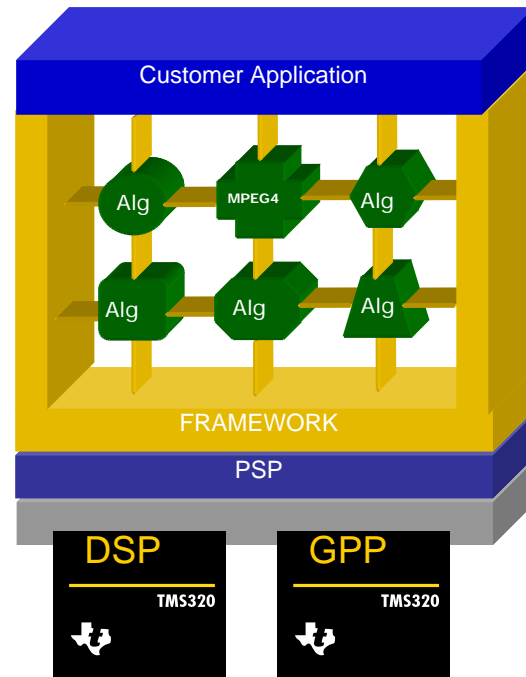 Customer Application
Alg
MPEG4
Alg
Alg
Alg
Alg
FRAMEWORK
PSP
DSP
GPP
TMS320
TMS320